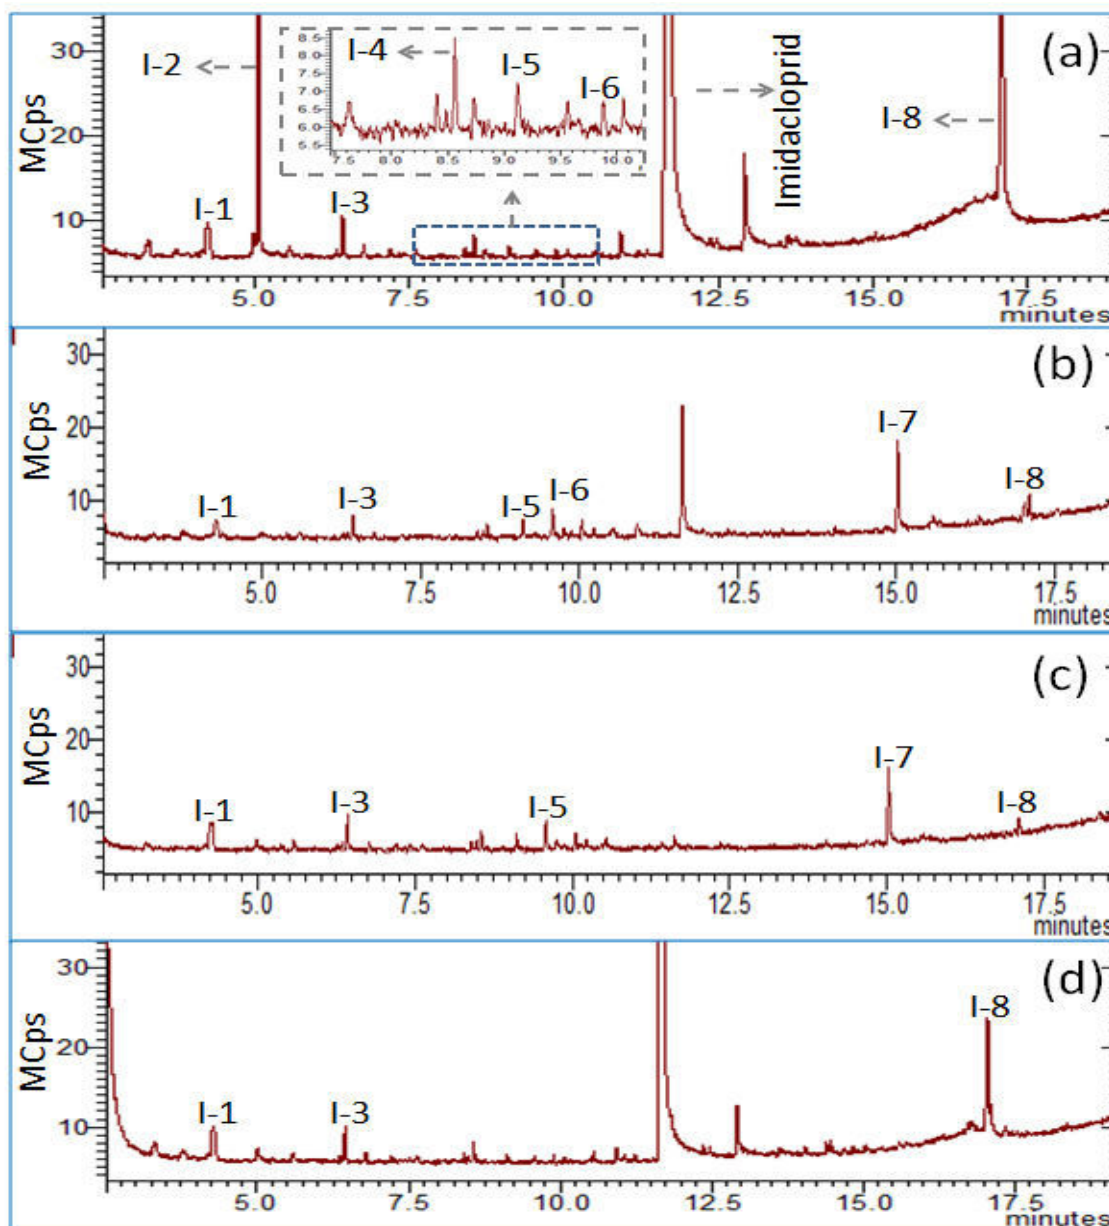 (a)
MCps
30
20
10
I-2
I-1
I-3
I-4
I-5
I-6
8.5
8.0
7.5
7.0
6.5
6.0
5.5
7.5 8.0 8.5 9.0 9.5 10.0
Imidacloprid
I-8
5.0 7.5 10.0 12.5 15.0 17.5
minutes
(b)
MCps
30
20
10
I-1 I-3 I-5 I-6 I-7 I-8
5.0 7.5 10.0 12.5 15.0 17.5
minutes
(c)
MCps
30
20
10
I-1 I-3 I-5 I-7 I-8
5.0 7.5 10.0 12.5 15.0 17.5
minutes
(d)
MCps
30
20
10
I-1 I-3 I-8
5.0 7.5 10.0 12.5 15.0 17.5
minutes